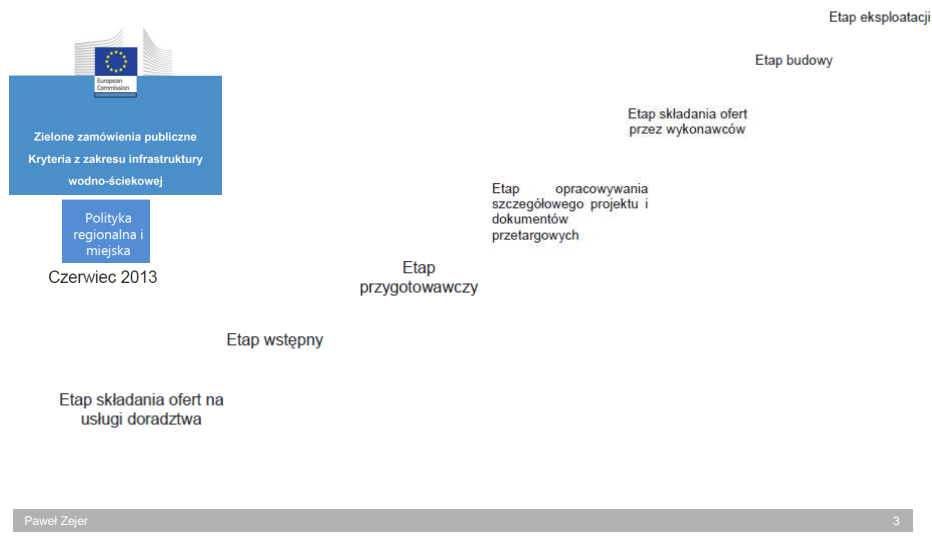 Etap eksploatacji
Etap budowy
Etap składania ofert
przez wykonawców
European
Commission
Zielone zamówienia publiczne
Kryteria z zakresu infrastruktury
wodno-ściekowej
Etap opracowywania
szczegółowego projektu i
dokumentów
przetargowych
Polityka
regionalna i
miejska
Czerwiec 2013
Etap
przygotowawczy
Etap wstępny
Etap składania ofert na
usługi doradztwa
Paweł Zejer
3